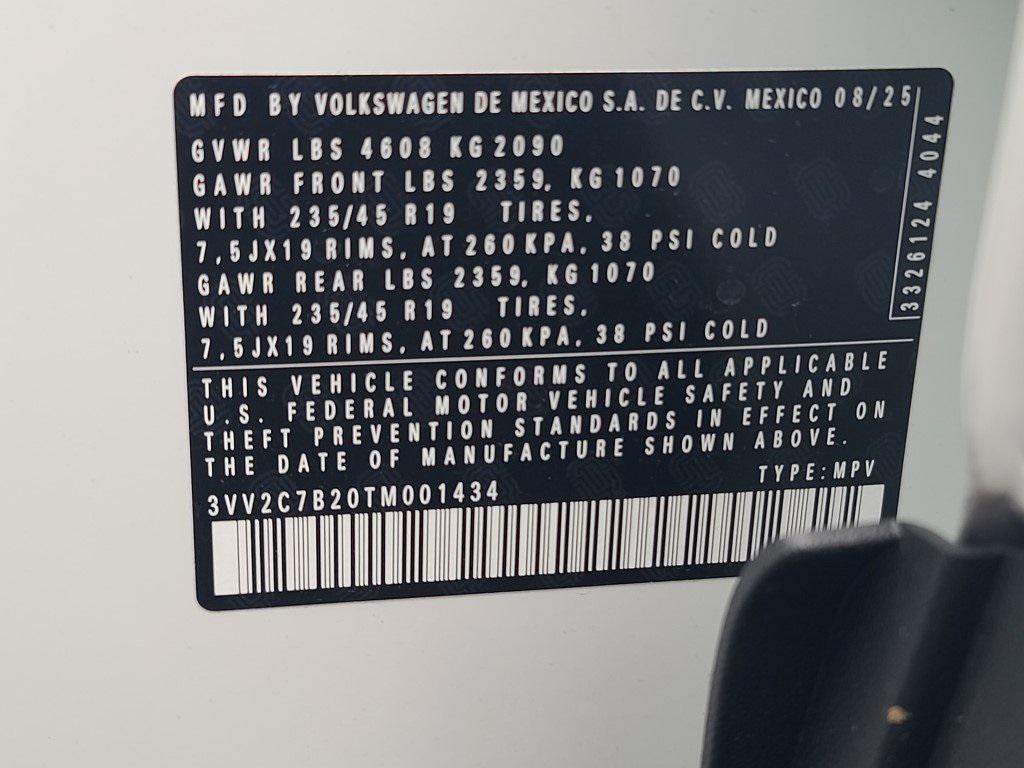 MFD BY VOLKSWAGEN DE MEXICO S.A. DE C.V. MEXICO 08/25
GVWR LBS 4608 KG 2090
GAWR FRONT LBS 2359, KG1070
WITH 235/45 R19 TIRES,
7,5JX19 RIMS, AT 260 KPA, 38 PSI COLD
GAWR REAR LBS 2359, KG1070
WITH 235/45 R19 TIRES,
7,5JX19 RIMS, AT 260 KPA, 38 PSI COLD
THIS VEHICLE CONFORMS TO ALL APPLICABLE
U.S. FEDERAL MOTOR VEHICLE SAFETY AND
THEFT PREVENTION STANDARDS IN EFFECT ON
THE DATE OF MANUFACTURE SHOWN ABOVE.
TYPE: MPV
3VV2C7B20TM001434
3326124 4044